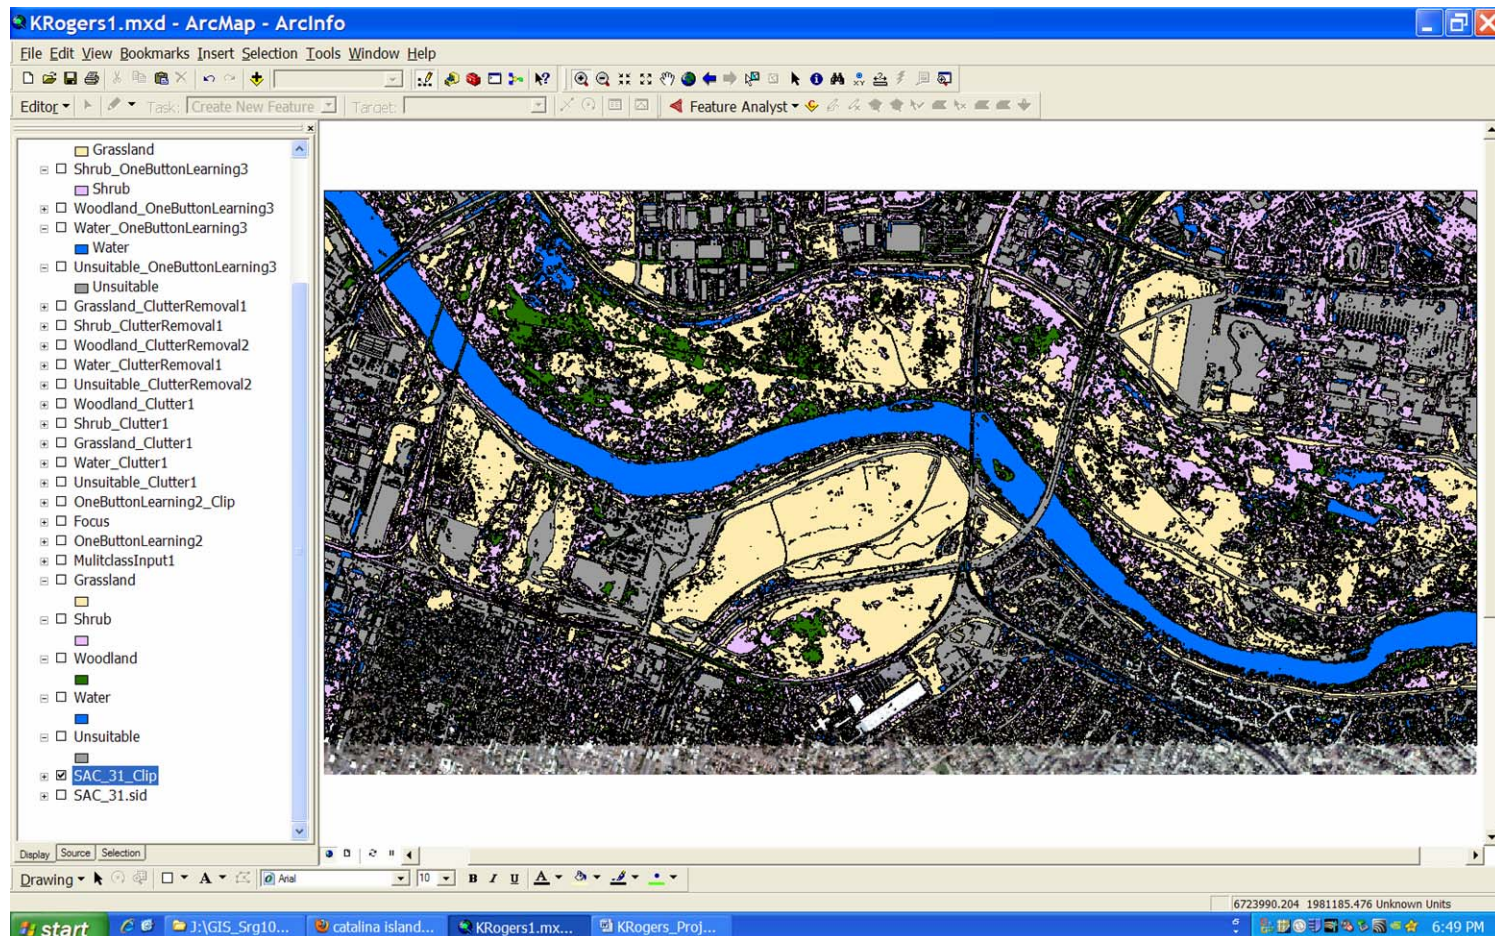 KRogers1.mxd - ArcMap - ArcInfo
File Edit View Bookmarks Insert Selection Tools Window Help
Editor Task: Create New Feature Target: Feature Analyst
Grassland
Shrub_OneButtonLearning3
Shrub
Woodland_OneButtonLearning3
Water_OneButtonLearning3
Water
Unsuitable_OneButtonLearning3
Unsuitable
Grassland_ClutterRemoval1
Shrub_ClutterRemoval1
Woodland_ClutterRemoval2
Water_ClutterRemoval1
Unsuitable_ClutterRemoval2
Woodland_Clutter1
Shrub_Clutter1
Grassland_Clutter1
Water_Clutter1
Unsuitable_Clutter1
OneButtonLearning2_Clip
Focus
OneButtonLearning2
MulitclassInput1
Grassland
Shrub
Woodland
Water
Unsuitable
SAC_31_Clip
SAC_31.sid
Display Source Selection
Drawing A Arial 10 B I U A
6723990.204 1981185.476 Unknown Units
start J:\GIS_Srg10... catalina island... KRogers1.mx... KRogers_Proj... 6:49 PM